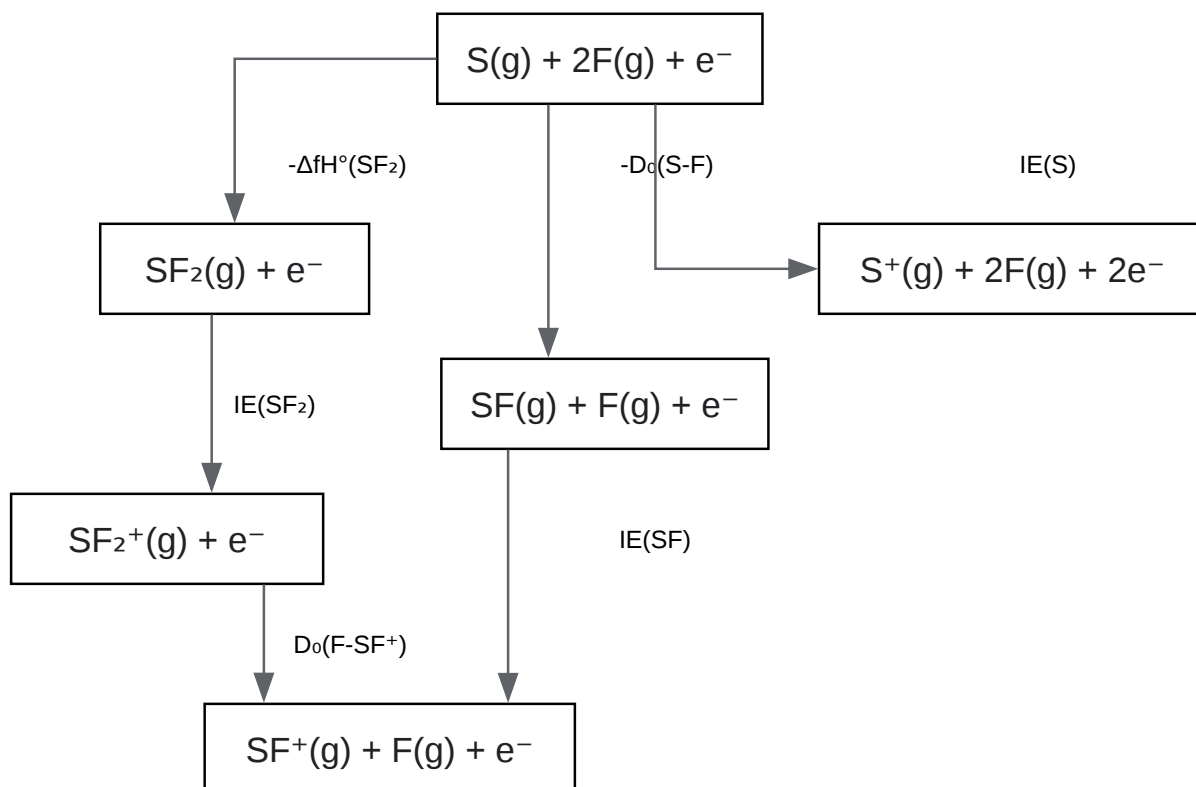 S(g) + 2F(g) + e⁻
-ΔfH°(SF₂)
-D₀(S-F)
IE(S)
SF₂(g) + e⁻
S⁺(g) + 2F(g) + 2e⁻
IE(SF₂)
SF(g) + F(g) + e⁻
SF₂⁺(g) + e⁻
IE(SF)
D₀(F-SF⁺)
SF⁺(g) + F(g) + e⁻